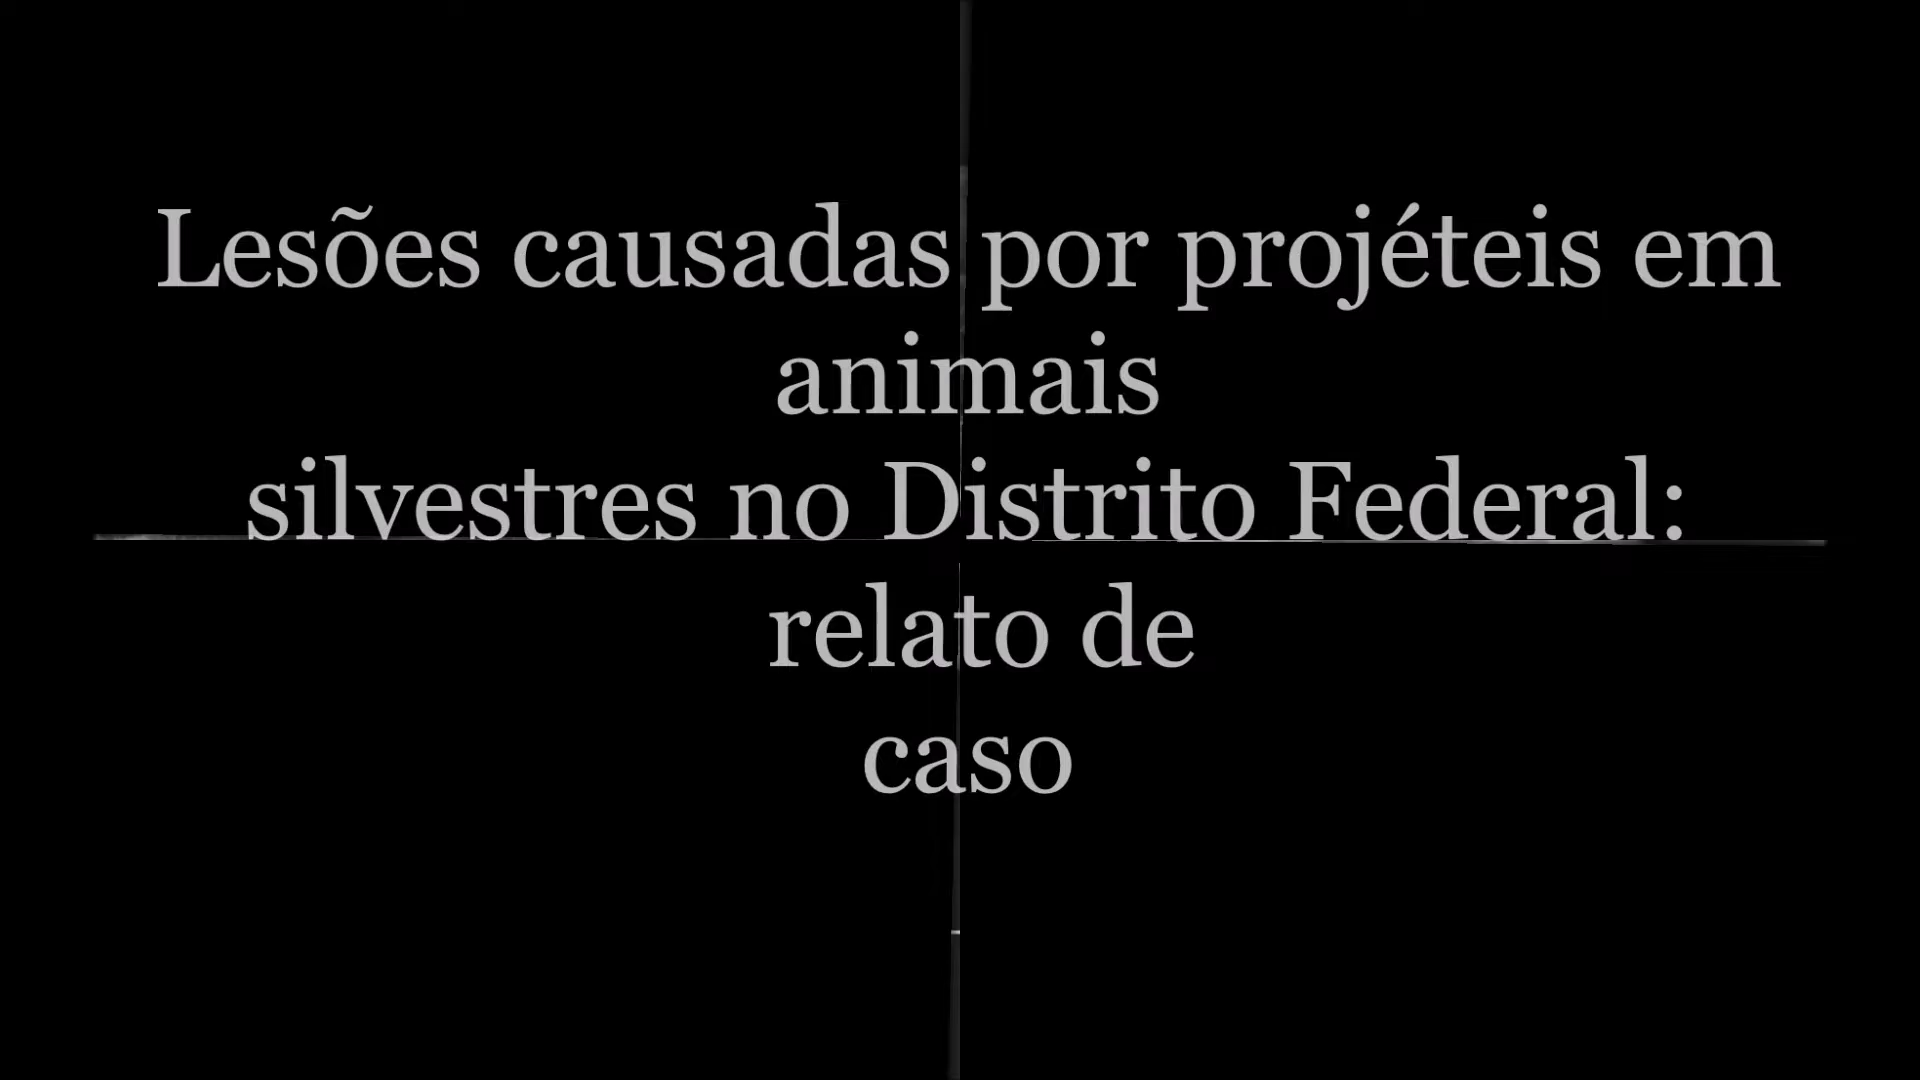 Lesões causadas por projéteis em
animais
silvestres no Distrito Federal:
relato de
caso